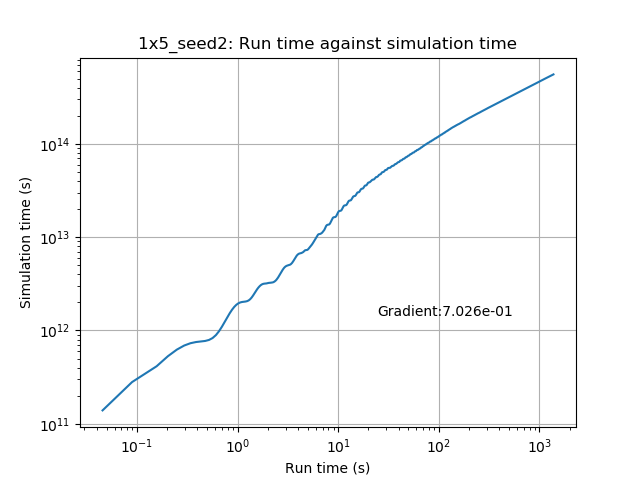 1x5_seed2: Run time against simulation time
Simulation time (s)
10^14
10^13
10^12
10^11
Gradient:7.026e-01
10^−1
10^0
10^1
10^2
10^3
Run time (s)